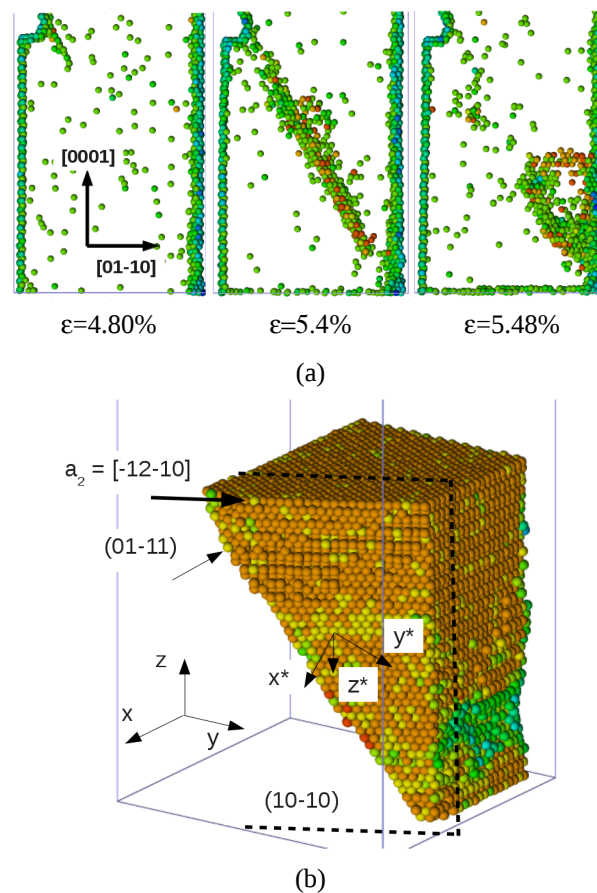 [0001]
[01-10]
ε=4.80%
ε=5.4%
ε=5.48%
(a)
a2 = [-12-10]
(01-11)
y*
x*
z*
z
x
y
(10-10)
(b)